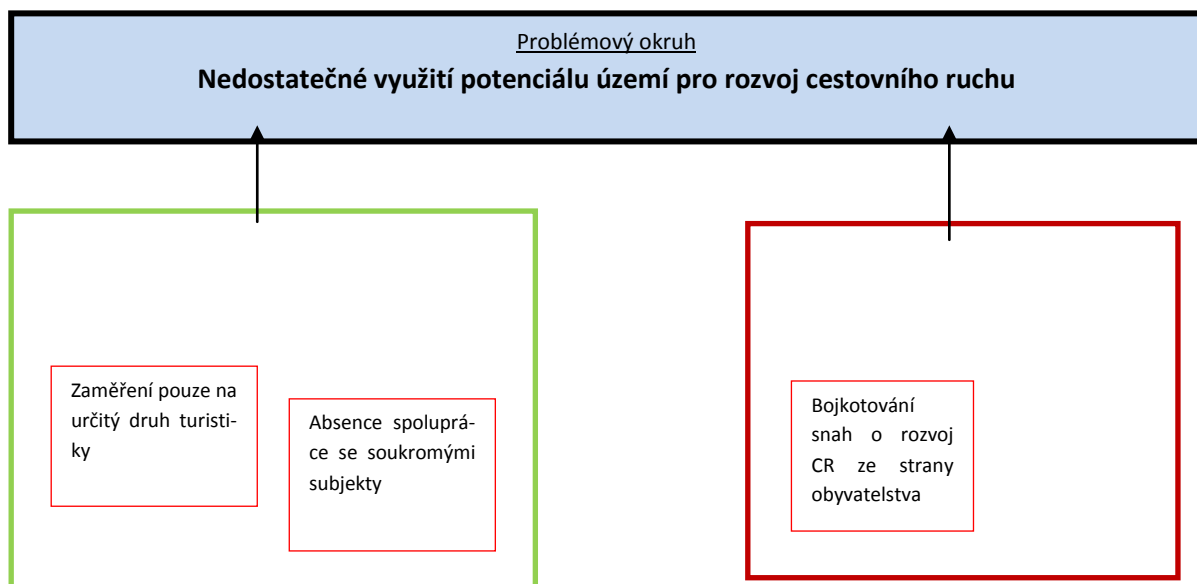 Problémový okruh
Nedostatečné využití potenciálu území pro rozvoj cestovního ruchu
Zaměření pouze na
určitý druh turisti-
ky
Absence spoluprá-
ce se soukromými
subjekty
Bojkotování
snah o rozvoj
CR ze strany
obyvatelstva